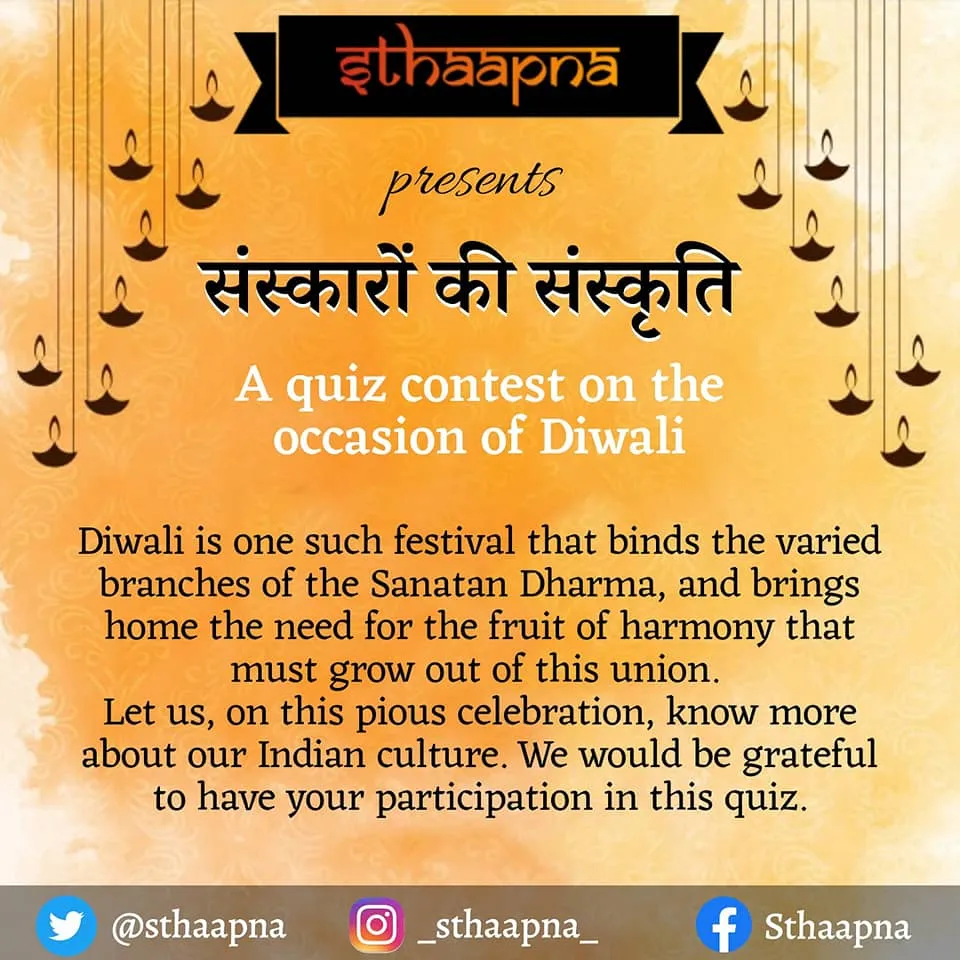 sthaapna
presents
संस्कारों की संस्कृति
A quiz contest on the
occasion of Diwali
Diwali is one such festival that binds the varied
branches of the Sanatan Dharma, and brings
home the need for the fruit of harmony that
must grow out of this union.
Let us, on this pious celebration, know more
about our Indian culture. We would be grateful
to have your participation in this quiz.
@sthaapna _sthaapna_ Sthaapna